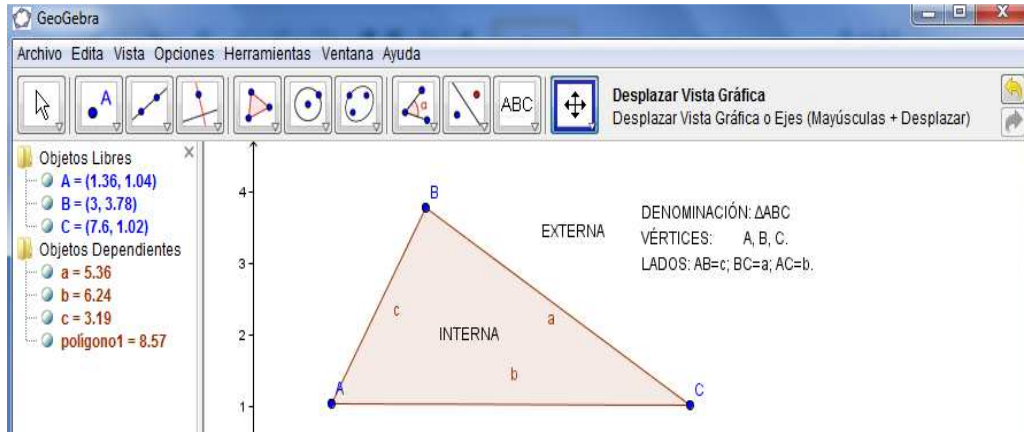 GeoGebra
Archivo Edita Vista Opciones Herramientas Ventana Ayuda
A
α
ABC
Desplazar Vista Gráfica
Desplazar Vista Gráfica o Ejes (Mayúsculas + Desplazar)
Objetos Libres
A = (1.36, 1.04)
B = (3, 3.78)
C = (7.6, 1.02)
Objetos Dependientes
a = 5.36
b = 6.24
c = 3.19
polígono1 = 8.57
4
3
2
1
B
EXTERNA
DENOMINACIÓN: ΔABC
VÉRTICES: A, B, C.
LADOS: AB=c; BC=a; AC=b.
c
a
INTERNA
b
A
C